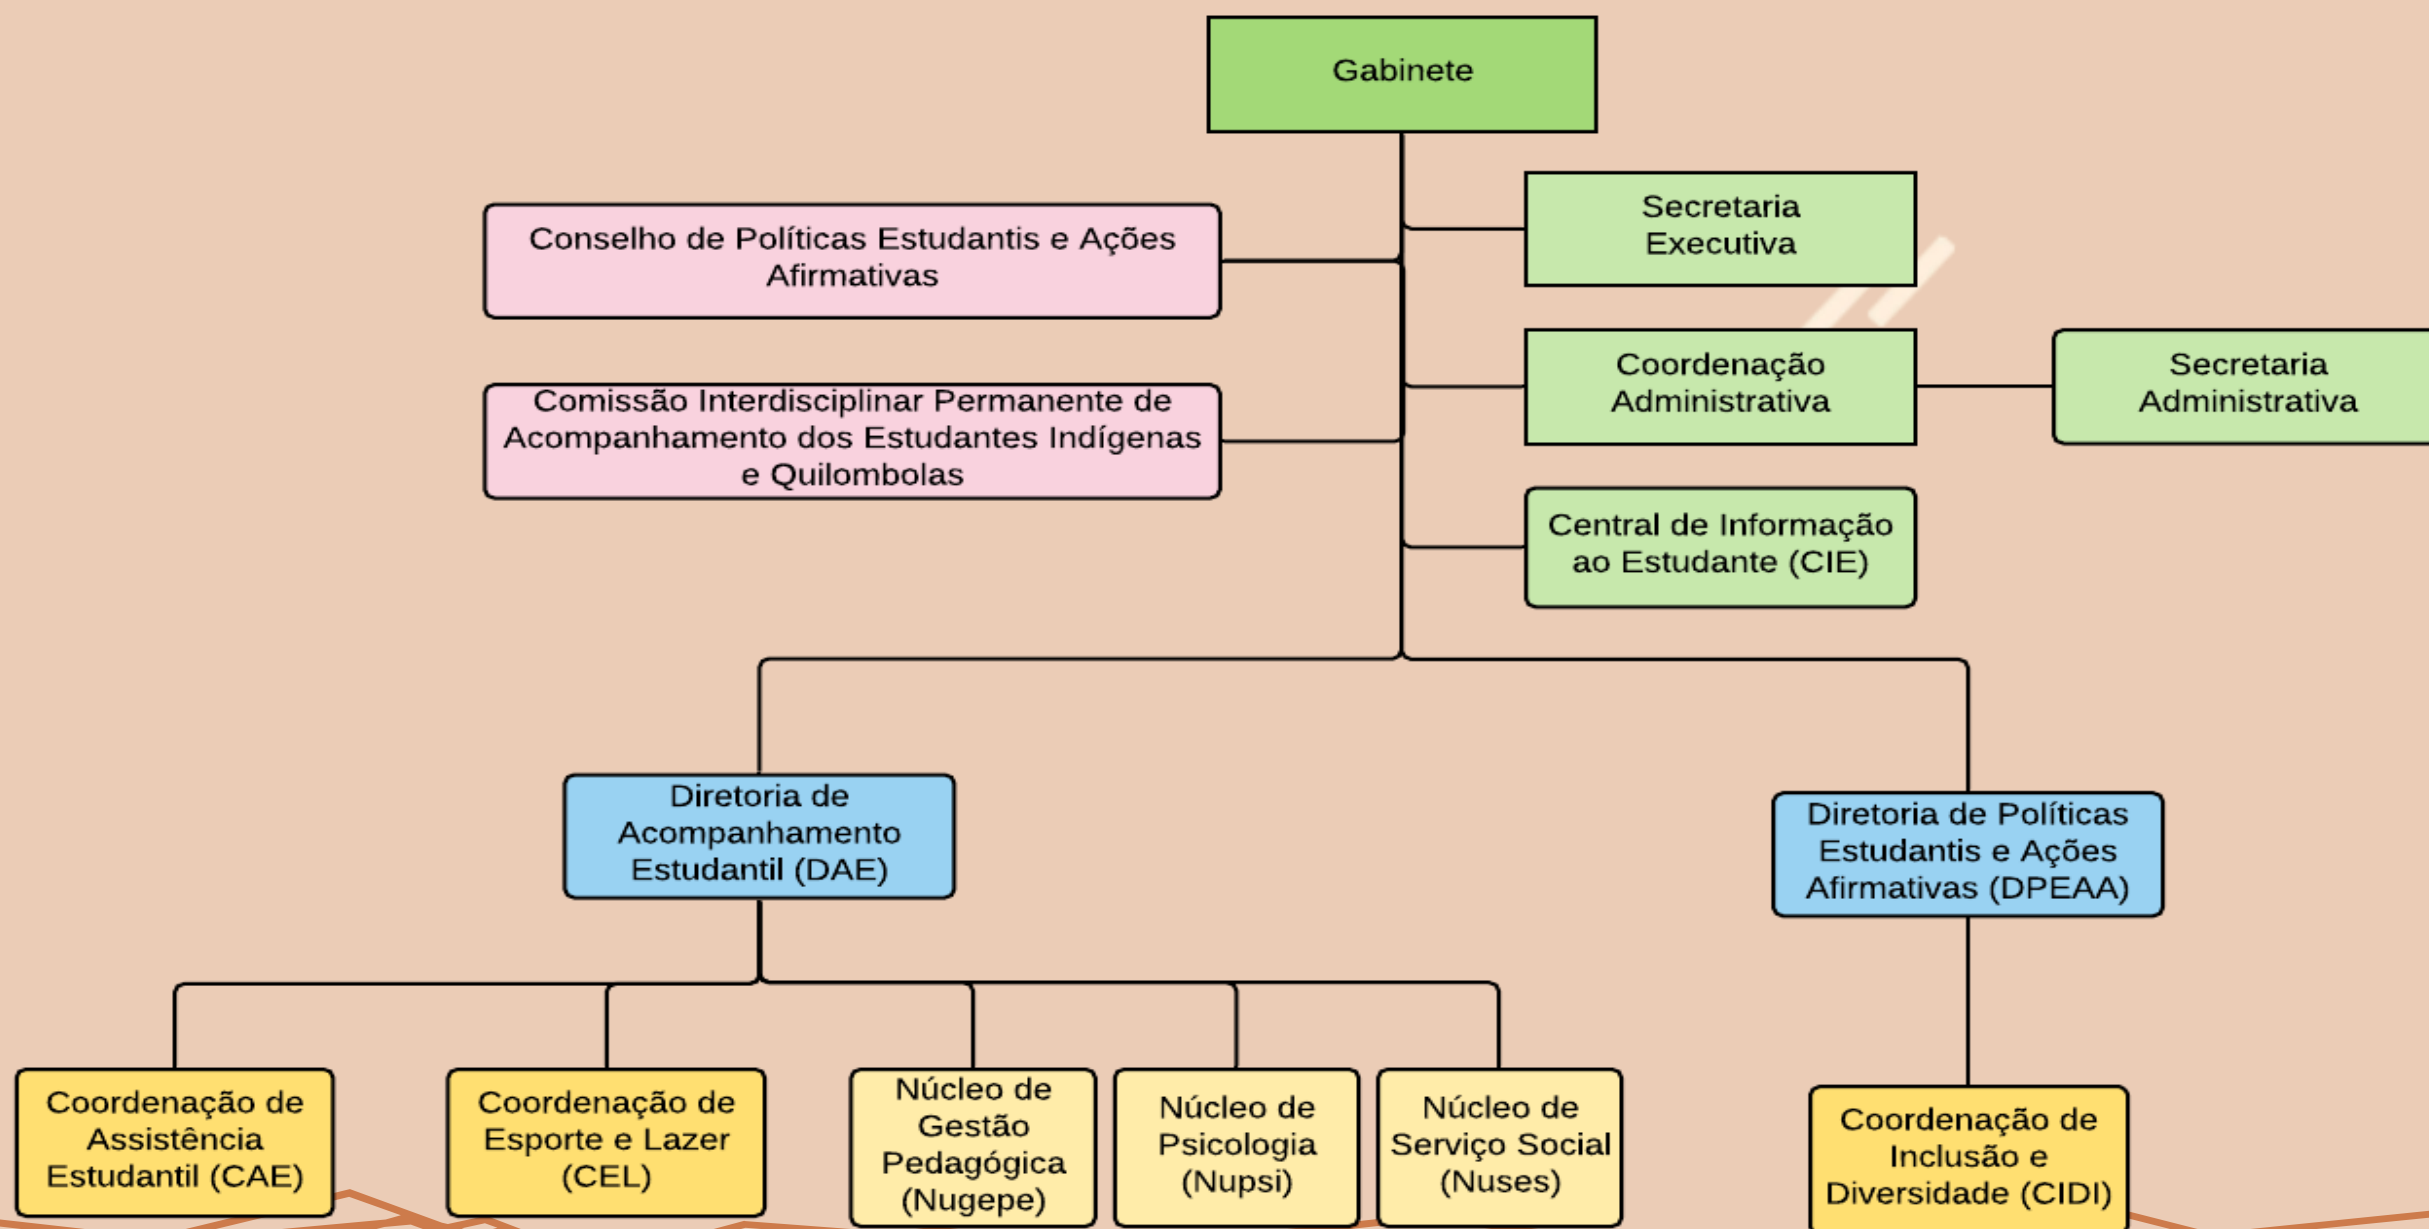 Gabinete
Secretaria
Executiva
Conselho de Políticas Estudantis e Ações
Afirmativas
Coordenação
Administrativa
Secretaria
Administrativa
Comissão Interdisciplinar Permanente de
Acompanhamento dos Estudantes Indígenas
e Quilombolas
Central de Informação
ao Estudante (CIE)
Diretoria de
Acompanhamento
Estudantil (DAE)
Diretoria de Políticas
Estudantis e Ações
Afirmativas (DPEAA)
Coordenação de
Assistência
Estudantil (CAE)
Coordenação de
Esporte e Lazer
(CEL)
Núcleo de
Gestão
Pedagógica
(Nugepe)
Núcleo de
Psicologia
(Nupsi)
Núcleo de
Serviço Social
(Nuses)
Coordenação de
Inclusão e
Diversidade (CIDI)